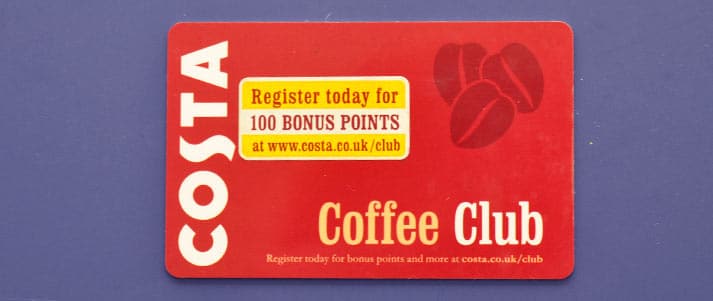 COSTA
Register today for
100 BONUS POINTS
at www.costa.co.uk/club
Coffee Club
Register today for bonus points and more at costa.co.uk/club